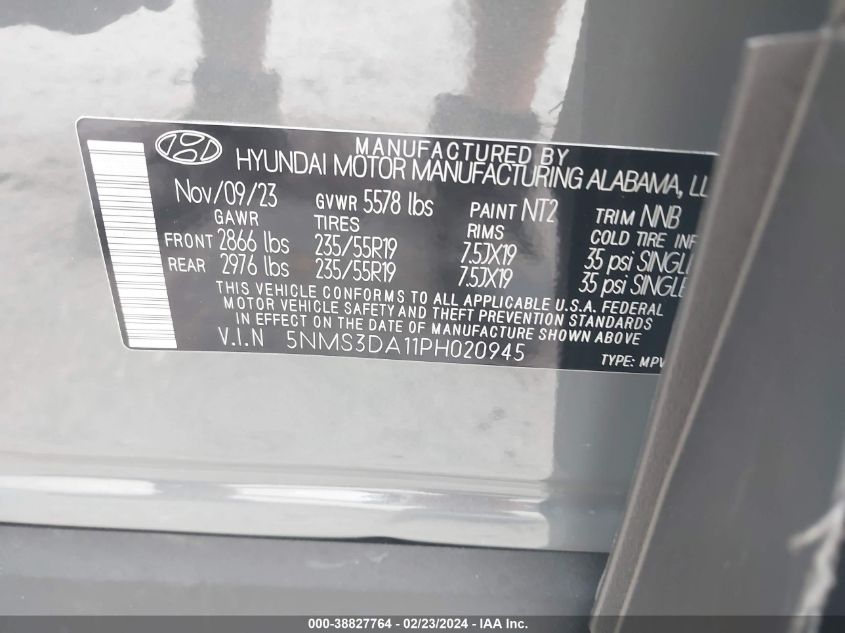 MANUFACTURED BY
HYUNDAI MOTOR MANUFACTURING ALABAMA, LL
Nov/09/23 GVWR 5578 lbs PAINT NT2 TRIM NNB
GAWR TIRES RIMS COLD TIRE INF
FRONT 2866 lbs 235/55R19 7.5JX19 35 psi SINGLE
REAR 2976 lbs 235/55R19 7.5JX19 35 psi SINGLE
THIS VEHICLE CONFORMS TO ALL APPLICABLE U.S.A. FEDERAL
MOTOR VEHICLE SAFETY AND THEFT PREVENTION STANDARDS
IN EFFECT ON THE DATE OF MANUFACTURE SHOWN ABOVE
V.I.N 5NMS3DA11PH020945 TYPE: MPV
000-38827764 - 02/23/2024 - IAA Inc.